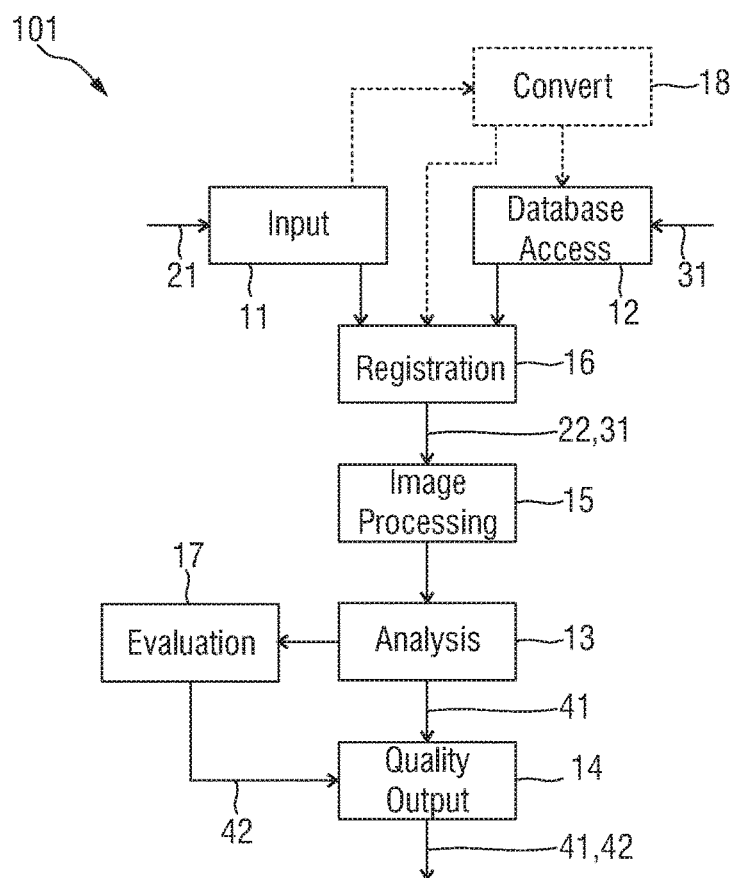 101
Convert
18
Input
Database
Access
21
11
12
31
Registration
16
22,31
Image
Processing
15
17
Evaluation
Analysis
13
41
Quality
Output
14
42
41,42